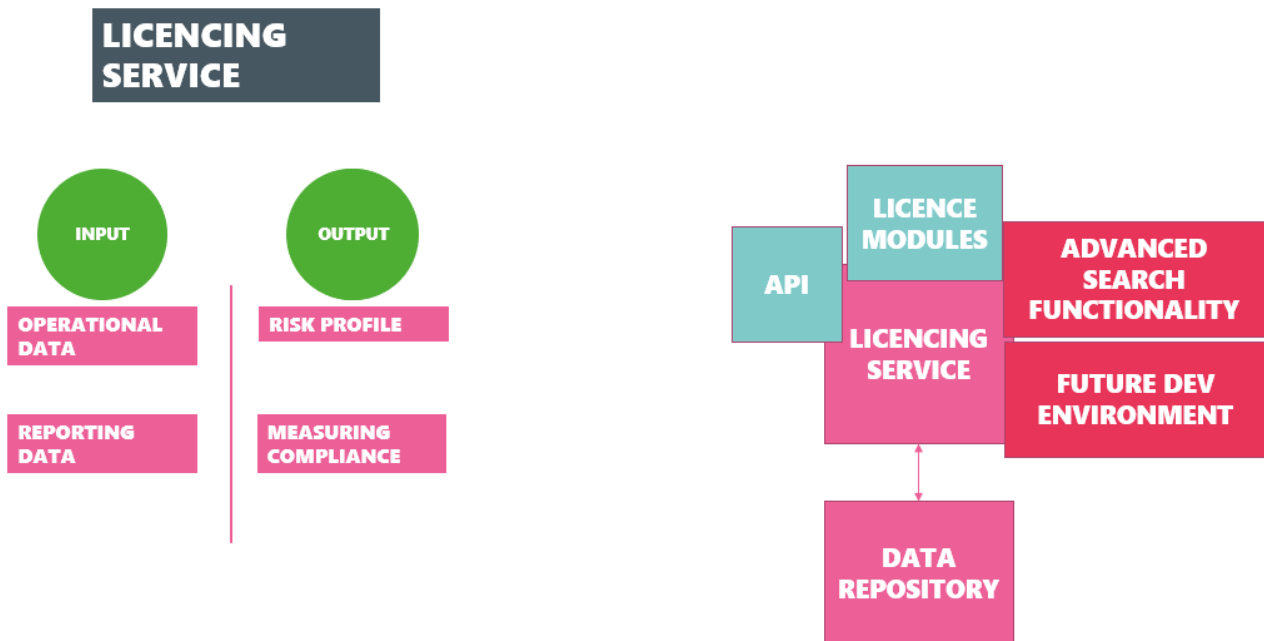 LICENCING
SERVICE
INPUT
OUTPUT
OPERATIONAL
DATA
RISK PROFILE
REPORTING
DATA
MEASURING
COMPLIANCE
LICENCE
MODULES
API
ADVANCED
SEARCH
FUNCTIONALITY
LICENCING
SERVICE
FUTURE DEV
ENVIRONMENT
DATA
REPOSITORY